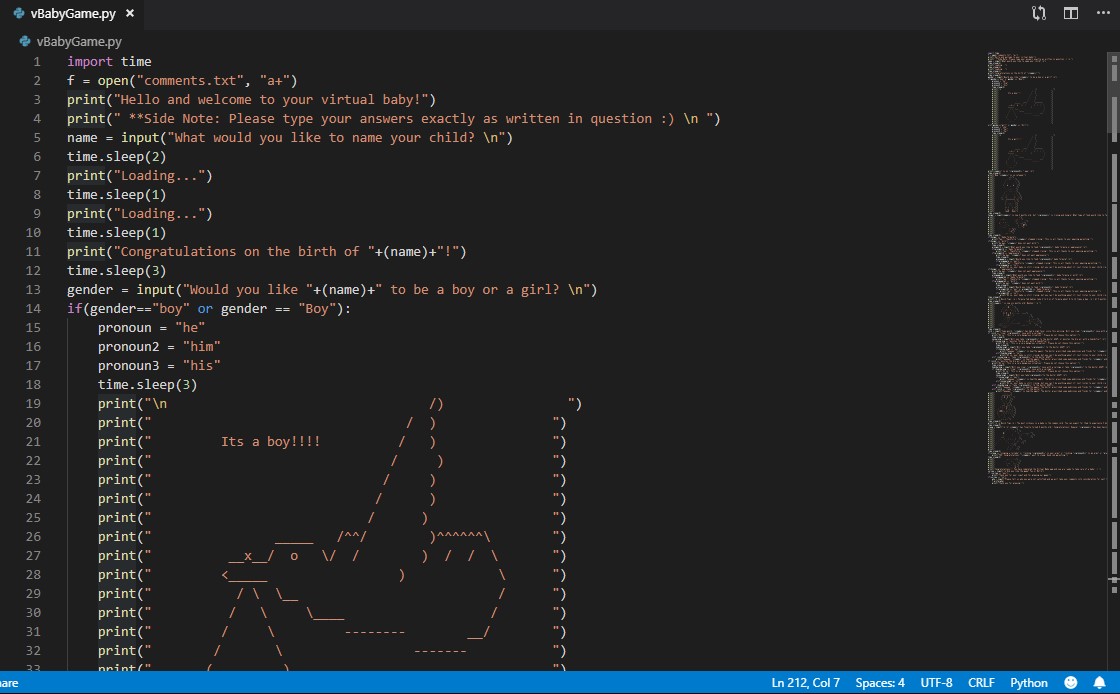 vBabyGame.py ×
vBabyGame.py
1 import time
2 f = open("comments.txt", "a+")
3 print("Hello and welcome to your virtual baby!")
4 print(" **Side Note: Please type your answers exactly as written in question :) \n ")
5 name = input("What would you like to name your child? \n")
6 time.sleep(2)
7 print("Loading...")
8 time.sleep(1)
9 print("Loading...")
10 time.sleep(1)
11 print("Congratulations on the birth of "+(name)+"!")
12 time.sleep(3)
13 gender = input("Would you like "+(name)+" to be a boy or a girl? \n")
14 if(gender=="boy" or gender == "Boy"):
15     pronoun = "he"
16     pronoun2 = "him"
17     pronoun3 = "his"
18     time.sleep(3)
19     print("\n                                  /)                ")
20     print("                                 /  )               ")
21     print("         Its a boy!!!!          /   )               ")
22     print("                               /     )              ")
23     print("                              /     )               ")
24     print("                             /      )               ")
25     print("                            /      )                ")
26     print("                _____   /^^/        )^^^^^^\        ")
27     print("          __x__/  o   \/  /        )  /  /  \       ")
28     print("         <_____                 )            \      ")
29     print("           / \  \__                          /      ")
30     print("          /   \     \____                   /       ")
31     print("         /     \         --------        __/        ")
32     print("        /       \                 -------           ")
33     print("       (         )                                  ")
are
Ln 212, Col 7 Spaces: 4 UTF-8 CRLF Python